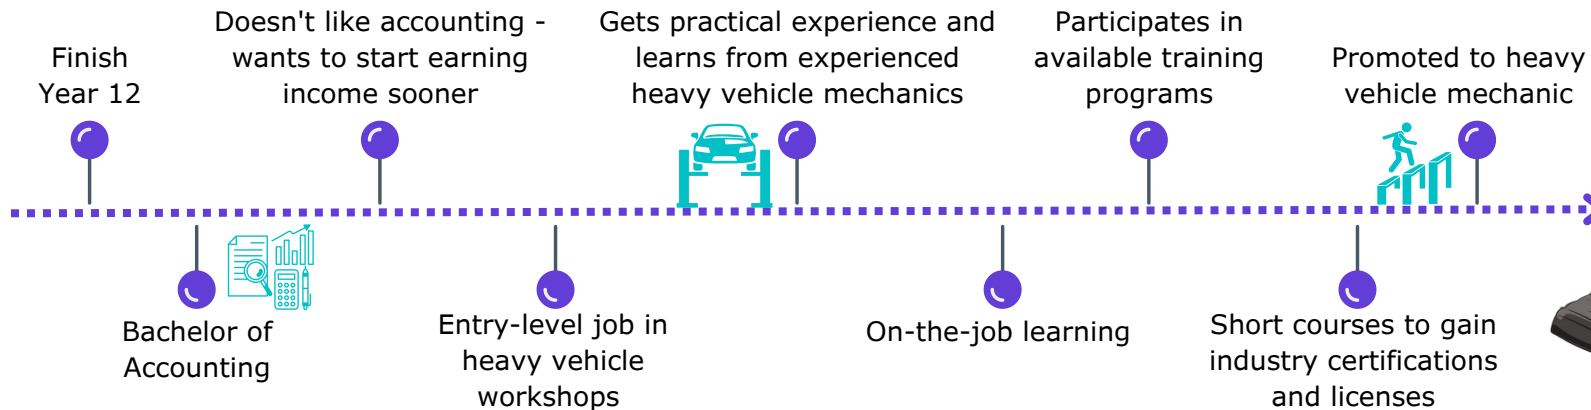 Finish
Year 12
Bachelor of
Accounting
Doesn't like accounting -
wants to start earning
income sooner
Entry-level job in
heavy vehicle
workshops
Gets practical experience and
learns from experienced
heavy vehicle mechanics
On-the-job learning
Participates in
available training
programs
Short courses to gain
industry certifications
and licenses
Promoted to heavy
vehicle mechanic